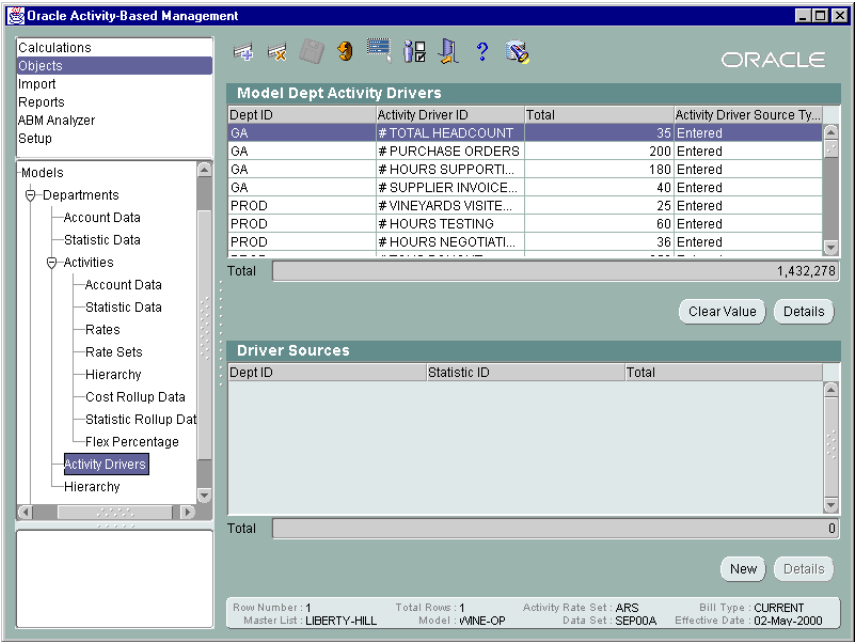 Oracle Activity-Based Management
Calculations
Objects
Import
Reports
ABM Analyzer
Setup
Models
Departments
Account Data
Statistic Data
Activities
Account Data
Statistic Data
Rates
Rate Sets
Hierarchy
Cost Rollup Data
Statistic Rollup Dat
Flex Percentage
Activity Drivers
Hierarchy
?
ORACLE
Model Dept Activity Drivers
Dept ID Activity Driver ID Total Activity Driver Source Ty...
GA # TOTAL HEADCOUNT 35 Entered
GA # PURCHASE ORDERS 200 Entered
GA # HOURS SUPPORTI... 180 Entered
GA # SUPPLIER INVOICE... 40 Entered
PROD # VINEYARDS VISITE... 25 Entered
PROD # HOURS TESTING 60 Entered
PROD # HOURS NEGOTIATI... 36 Entered
Total 1,432,278
Clear Value Details
Driver Sources
Dept ID Statistic ID Total
Total 0
New Details
Row Number : 1 Total Rows : 1 Activity Rate Set : ARS Bill Type : CURRENT
Master List : LIBERTY-HILL Model : WINE-OP Data Set : SEP00A Effective Date : 02-May-2000